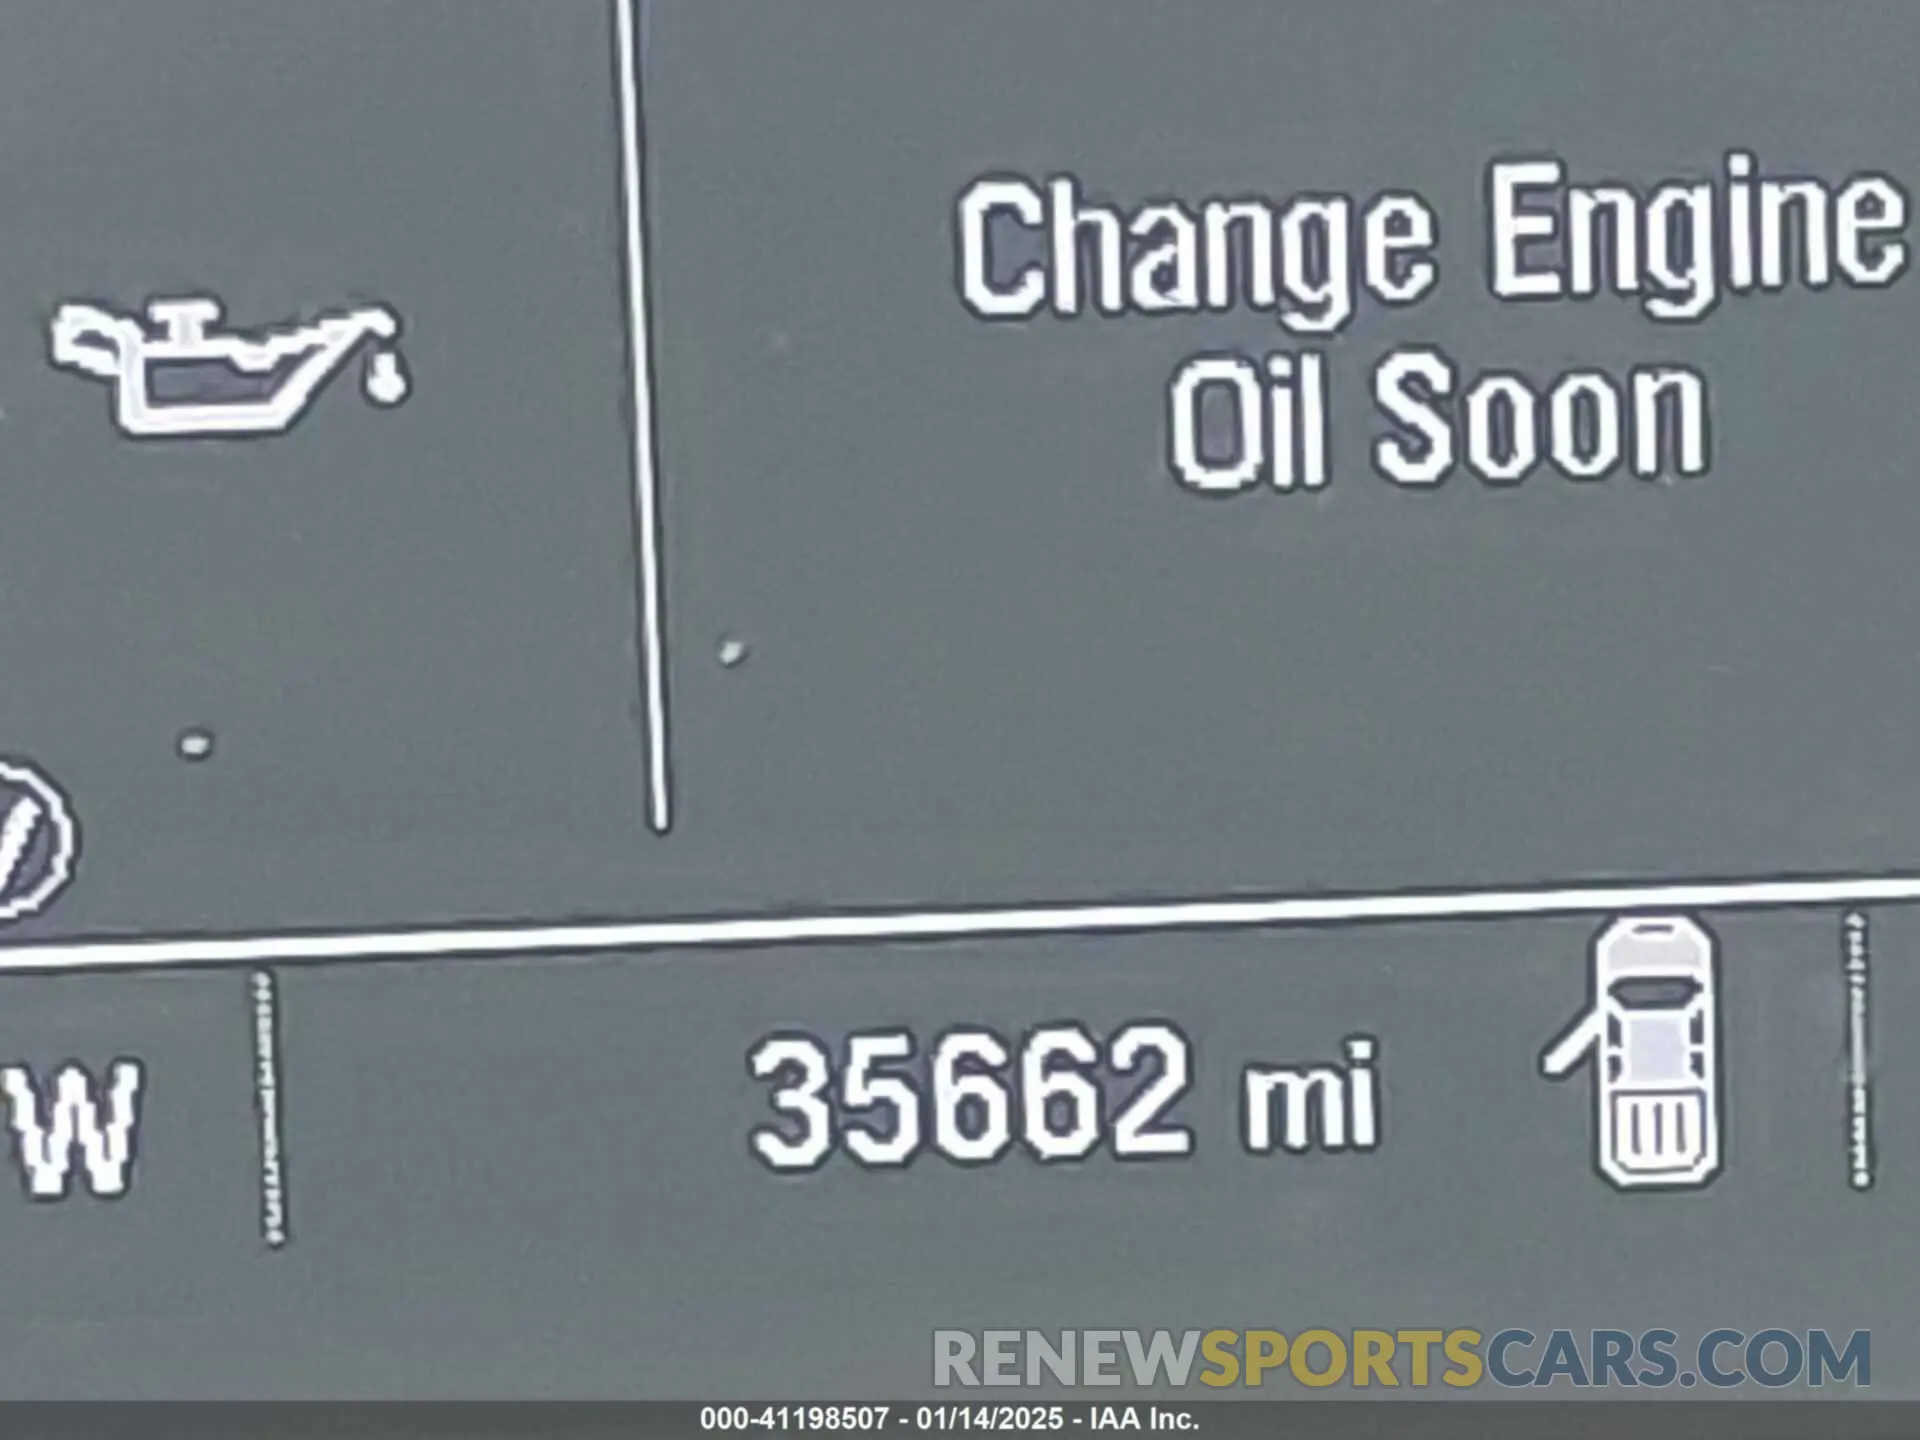 Change Engine
Oil Soon
W
35662 mi
RENEWSPORTSCARS.COM
000-41198507 - 01/14/2025 - IAA Inc.